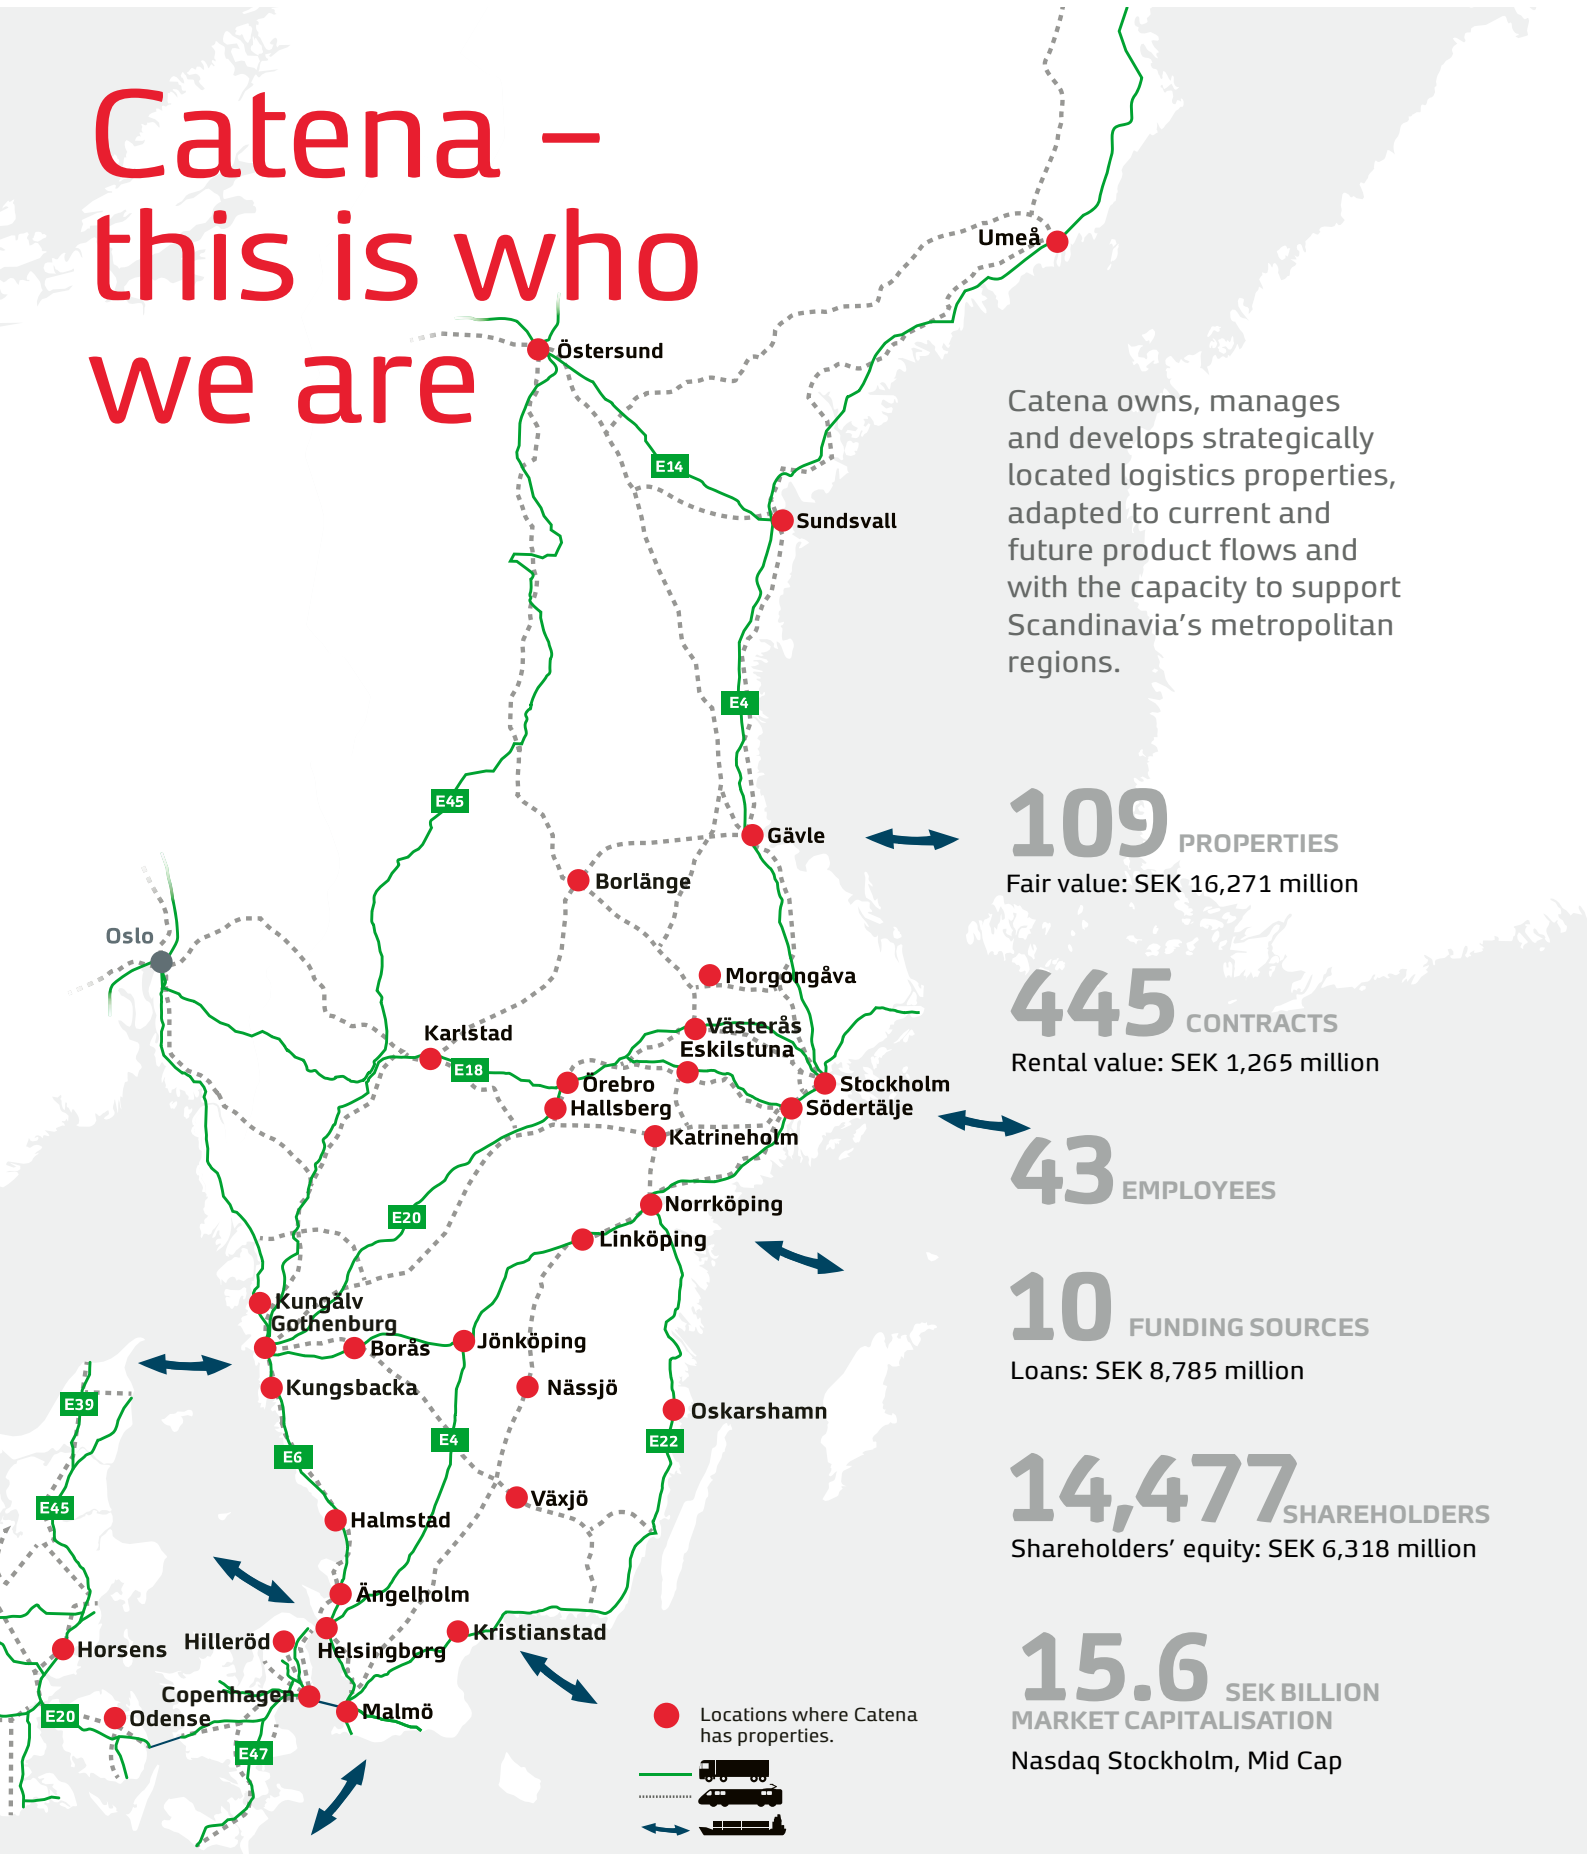 Catena –
this is who
we are
Umeå
Östersund
E14
Sundsvall
Catena owns, manages
and develops strategically
located logistics properties,
adapted to current and
future product flows and
with the capacity to support
Scandinavia’s metropolitan
regions.
E4
E45
Gävle
Borlänge
Oslo
Morgongåva
Karlstad
Västerås
Eskilstuna
E18
Örebro
Stockholm
Hallsberg
Södertälje
Katrineholm
E20
Norrköping
Linköping
Kungälv
Gothenburg
Borås
Jönköping
Kungsbacka
Nässjö
E39
Oskarshamn
E6
E4
E22
E45
Växjö
Halmstad
Ängelholm
Hilleröd
Kristianstad
Horsens
Helsingborg
Copenhagen
Malmö
E20
Odense
E47
109 PROPERTIES
Fair value: SEK 16,271 million
445 CONTRACTS
Rental value: SEK 1,265 million
43 EMPLOYEES
10 FUNDING SOURCES
Loans: SEK 8,785 million
14,477 SHAREHOLDERS
Shareholders’ equity: SEK 6,318 million
15.6 SEK BILLION
MARKET CAPITALISATION
Nasdaq Stockholm, Mid Cap
Locations where Catena
has properties.